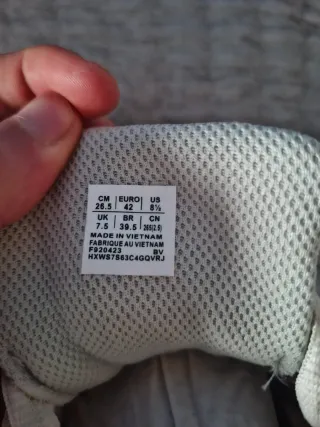 CM EURO US
26.5 42 8½
UK BR CN
7.5 39.5 265(2.5)
MADE IN VIETNAM
FABRIQUE AU VIETNAM
F920423 BV
HXWS7S63C4GQVRJ